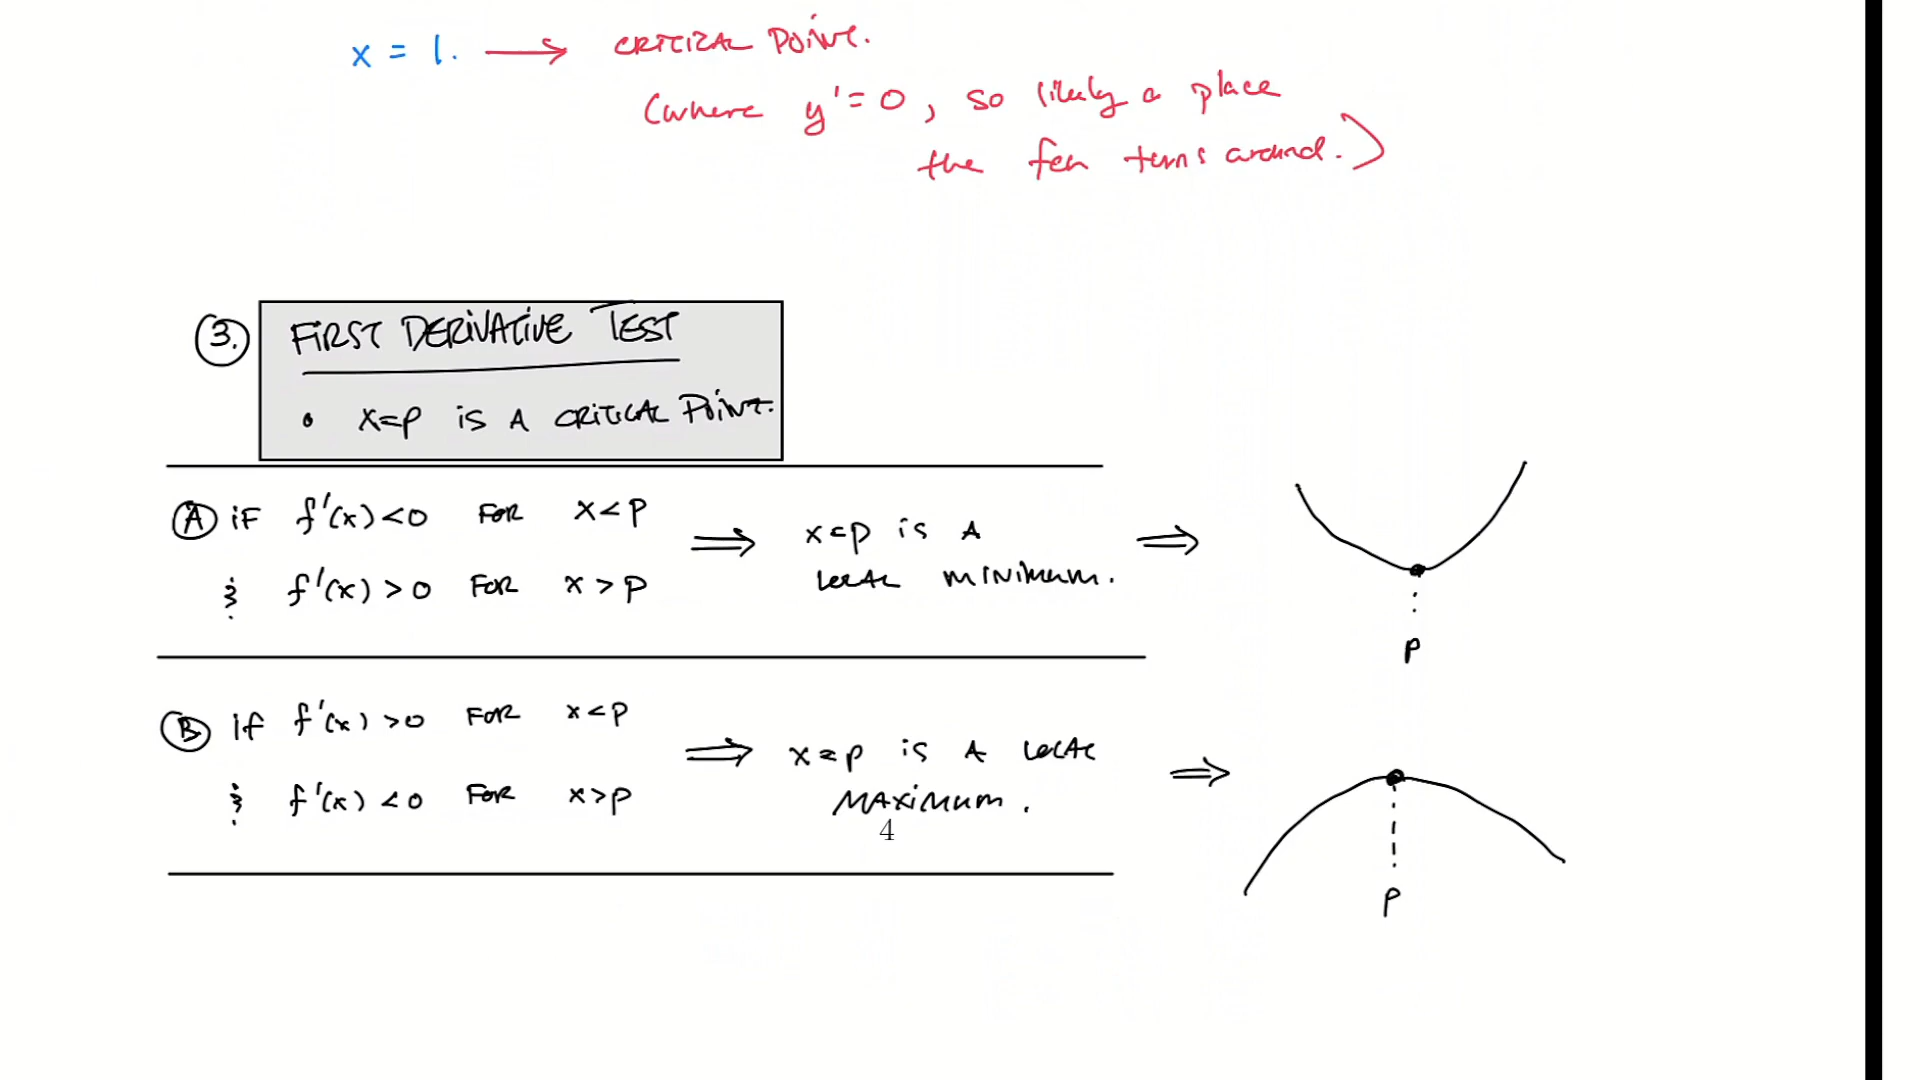 x = 1. → CRITICAL POINT.
(where y' = 0, so likely a place
the fcn turns around.)
3. FIRST DERIVATIVE TEST
• x=p is A CRITICAL POINT.
A if f'(x) < 0 FOR x < p
& f'(x) > 0 FOR x > p
⟹ x=p is A
LOCAL MINIMUM. ⟹
P
B if f'(x) > 0 FOR x < p
& f'(x) < 0 FOR x > p
⟹ x=p is A LOCAL
MAXIMUM. ⟹
P
4